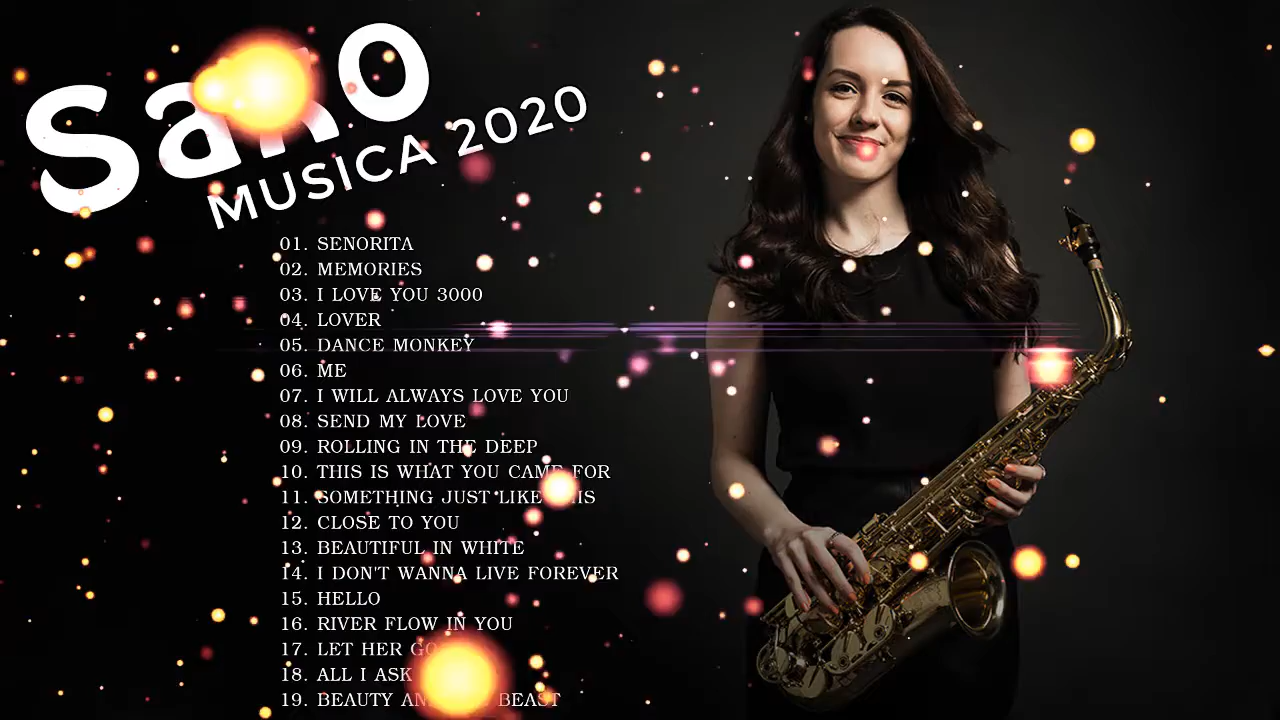 MUSICA 2020
01. SENORITA
02. MEMORIES
03. I LOVE YOU 3000
04. LOVER
05. DANCE MONKEY
06. ME
07. I WILL ALWAYS LOVE YOU
08. SEND MY LOVE
09. ROLLING IN THE DEEP
10. THIS IS WHAT YOU CAME FOR
11. SOMETHING JUST LIKE THIS
12. CLOSE TO YOU
13. BEAUTIFUL IN WHITE
14. I DON'T WANNA LIVE FOREVER
15. HELLO
16. RIVER FLOW IN YOU
17. LET HER GO
18. ALL I ASK
19. BEAUTY BEAST